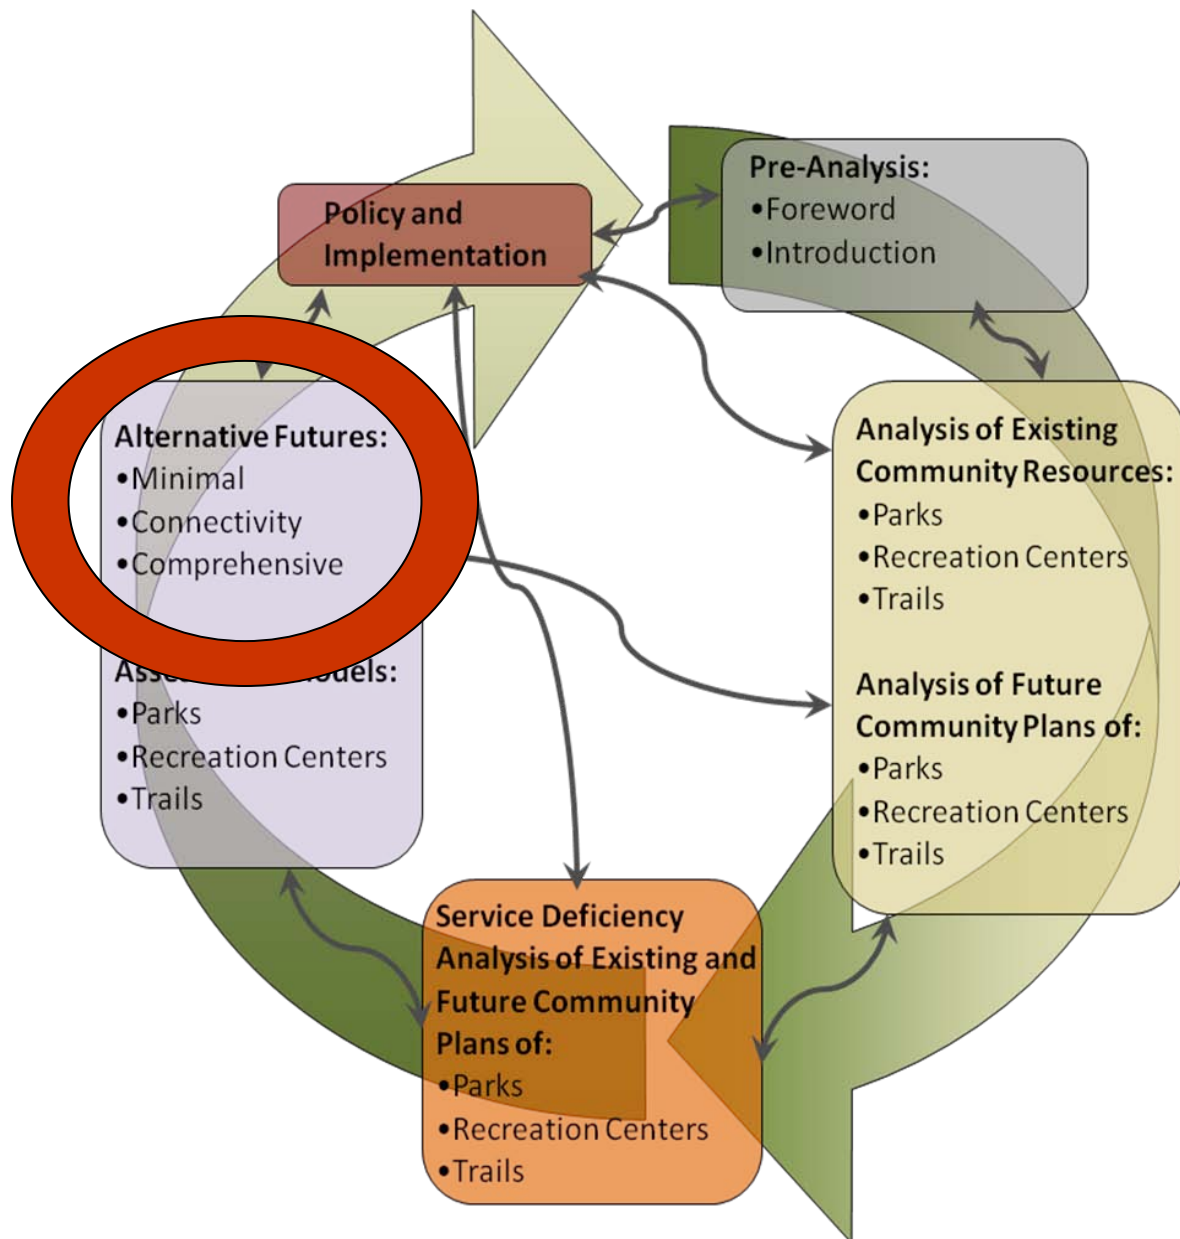 Policy and
Implementation
Pre-Analysis:
•Foreword
•Introduction
Alternative Futures:
•Minimal
•Connectivity
•Comprehensive
Models:
•Parks
•Recreation Centers
•Trails
Analysis of Existing
Community Resources:
•Parks
•Recreation Centers
•Trails
Analysis of Future
Community Plans of:
•Parks
•Recreation Centers
•Trails
Service Deficiency
Analysis of Existing and
Future Community
Plans of:
•Parks
•Recreation Centers
•Trails